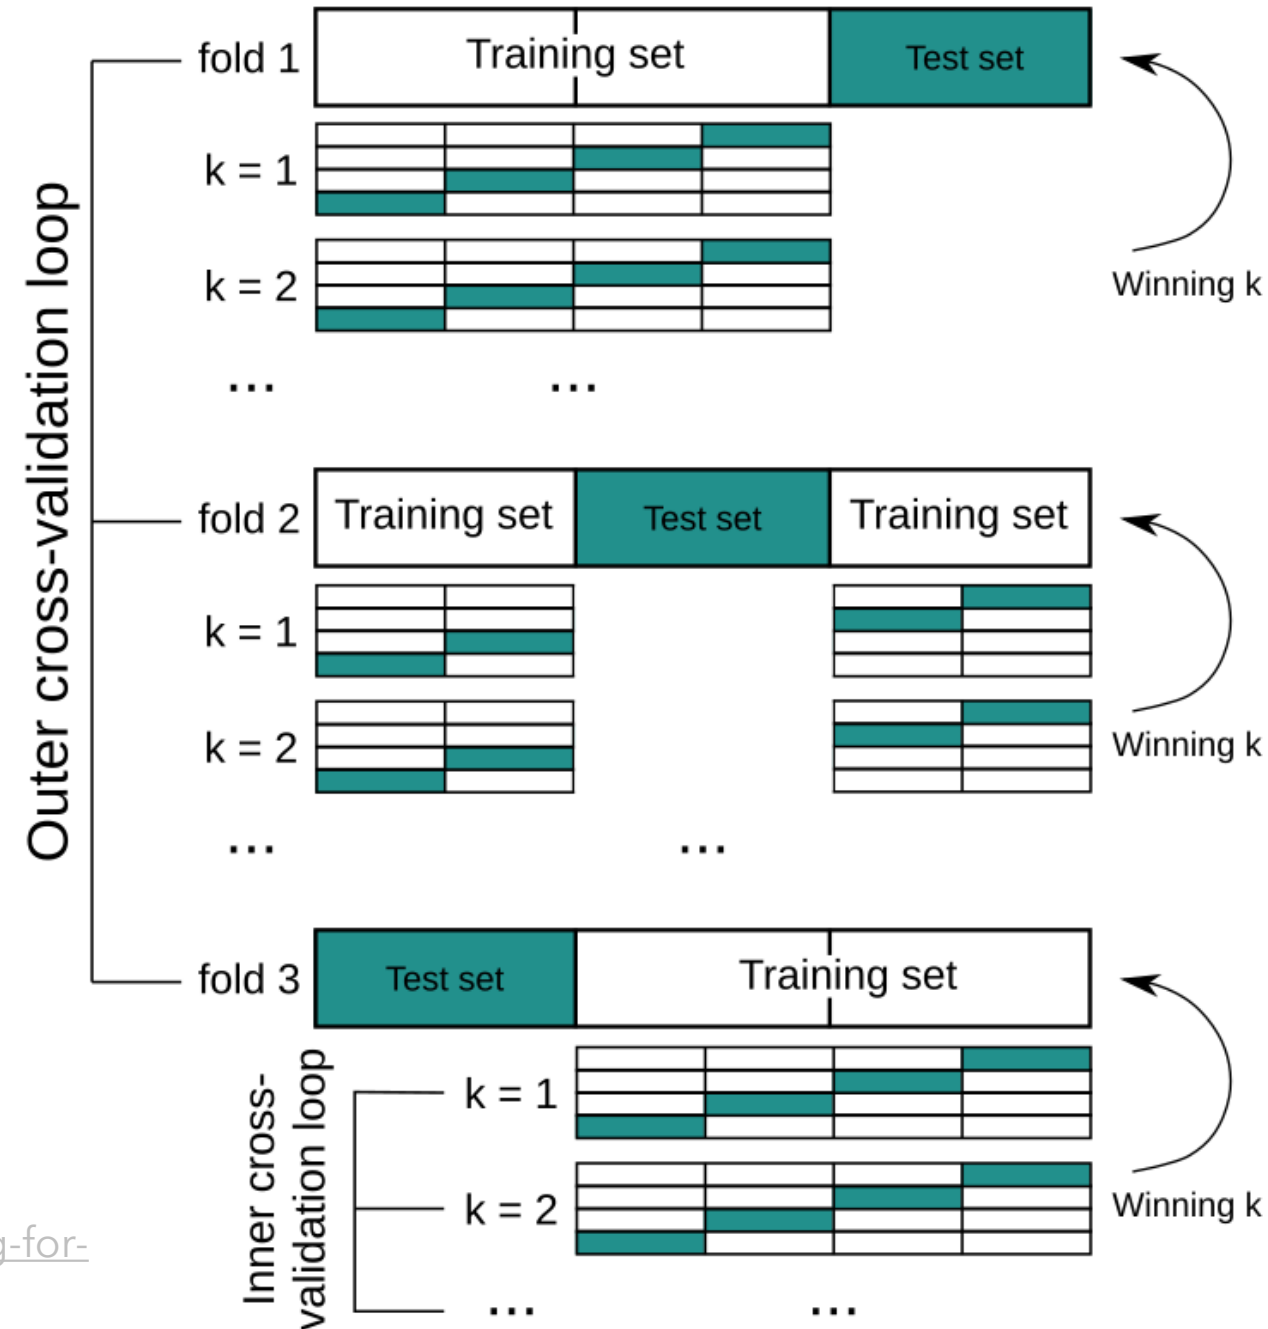 Outer cross-validation loop
fold 1
Training set
Test set
k = 1
k = 2
Winning k
... ...
fold 2
Training set
Test set
Training set
k = 1
k = 2
Winning k
... ...
fold 3
Test set
Training set
Inner cross-
validation loop
k = 1
k = 2
Winning k
... ...
g-for-